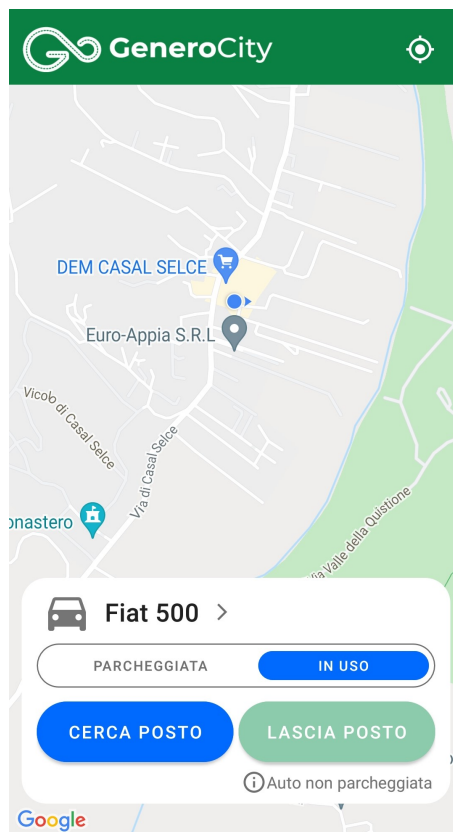 GeneroCity
DEM CASAL SELCE
Euro-Appia S.R.L
Vicolo di Casal Selce
Via di Casal Selce
onastero
Via Valle della Quistione
Fiat 500
PARCHEGGIATA
IN USO
CERCA POSTO
LASCIA POSTO
Auto non parcheggiata
Google